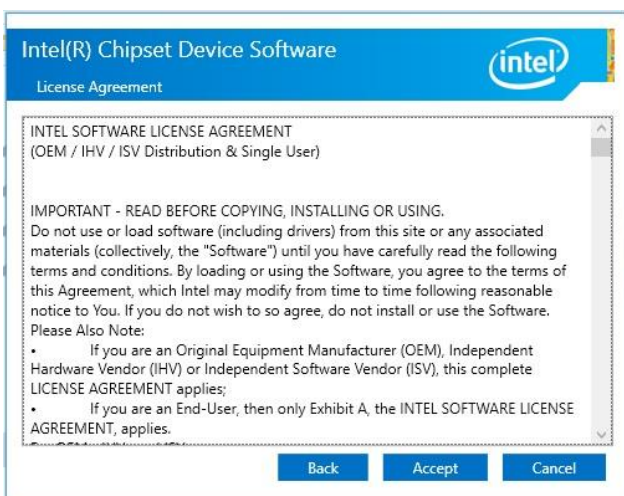 Intel(R) Chipset Device Software
intel
License Agreement
INTEL SOFTWARE LICENSE AGREEMENT
(OEM / IHV / ISV Distribution & Single User)
IMPORTANT - READ BEFORE COPYING, INSTALLING OR USING.
Do not use or load software (including drivers) from this site or any associated
materials (collectively, the "Software") until you have carefully read the following
terms and conditions. By loading or using the Software, you agree to the terms of
this Agreement, which Intel may modify from time to time following reasonable
notice to You. If you do not wish to so agree, do not install or use the Software.
Please Also Note:
• If you are an Original Equipment Manufacturer (OEM), Independent
Hardware Vendor (IHV) or Independent Software Vendor (ISV), this complete
LICENSE AGREEMENT applies;
• If you are an End-User, then only Exhibit A, the INTEL SOFTWARE LICENSE
AGREEMENT, applies.
Back Accept Cancel